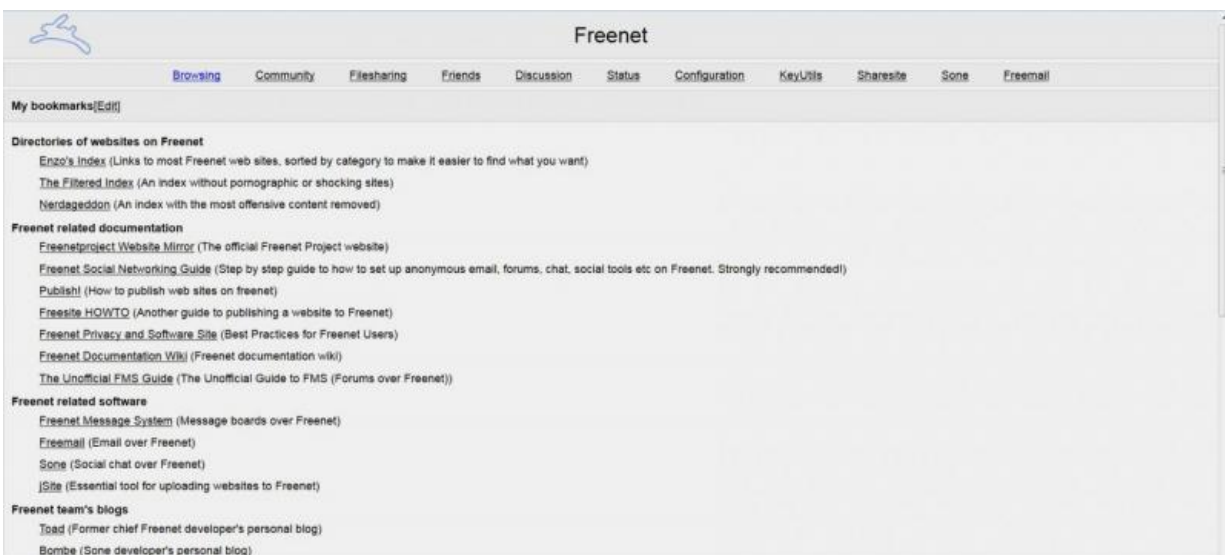 Freenet
Browsing Community Filesharing Friends Discussion Status Configuration KeyUtils Sharesite Sone Freemail
My bookmarks[Edit]
Directories of websites on Freenet
Enzo's Index (Links to most Freenet web sites, sorted by category to make it easier to find what you want)
The Filtered Index (An index without pornographic or shocking sites)
Nerdageddon (An index with the most offensive content removed)
Freenet related documentation
Freenetproject Website Mirror (The official Freenet Project website)
Freenet Social Networking Guide (Step by step guide to how to set up anonymous email, forums, chat, social tools etc on Freenet. Strongly recommended!)
Publish! (How to publish web sites on freenet)
Freesite HOWTO (Another guide to publishing a website to Freenet)
Freenet Privacy and Software Site (Best Practices for Freenet Users)
Freenet Documentation Wiki (Freenet documentation wiki)
The Unofficial FMS Guide (The Unofficial Guide to FMS (Forums over Freenet))
Freenet related software
Freenet Message System (Message boards over Freenet)
Freemail (Email over Freenet)
Sone (Social chat over Freenet)
jSite (Essential tool for uploading websites to Freenet)
Freenet team's blogs
Toad (Former chief Freenet developer's personal blog)
Bombe (Sone developer's personal blog)